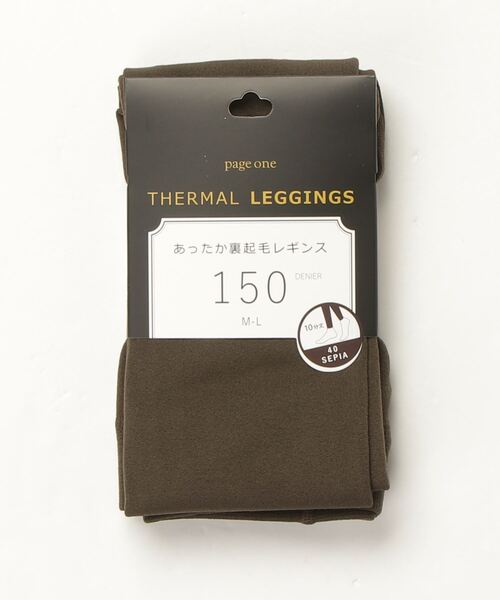 page one
THERMAL LEGGINGS
あったか裏起毛レギンス
150 DENIER
M-L
10分丈
40
SEPIA